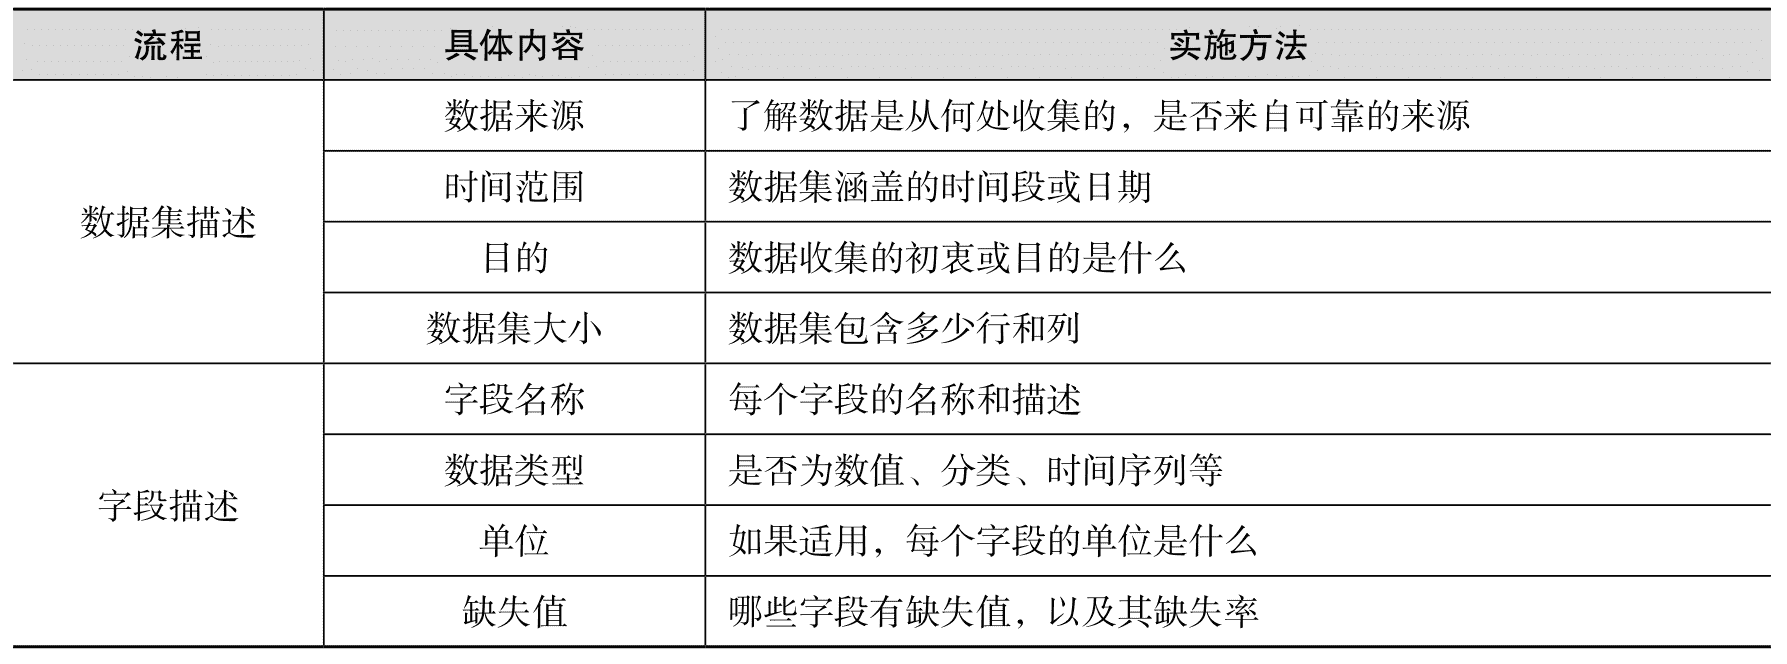 流程 具体内容 实施方法
数据来源 了解数据是从何处收集的，是否来自可靠的来源
时间范围 数据集涵盖的时间段或日期
数据集描述
目的 数据收集的初衷或目的是什么
数据集大小 数据集包含多少行和列
字段名称 每个字段的名称和描述
数据类型 是否为数值、分类、时间序列等
字段描述
单位 如果适用，每个字段的单位是什么
缺失值 哪些字段有缺失值，以及其缺失率